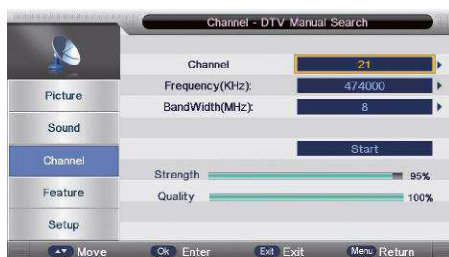 Channel - DTV Manual Search
Picture
Sound
Channel
Feature
Setup
Channel 21
Frequency(KHz): 474000
BandWidth(MHz): 8
Start
Strength 95%
Quality 100%
Move Ok Enter Exit Exit Menu Return